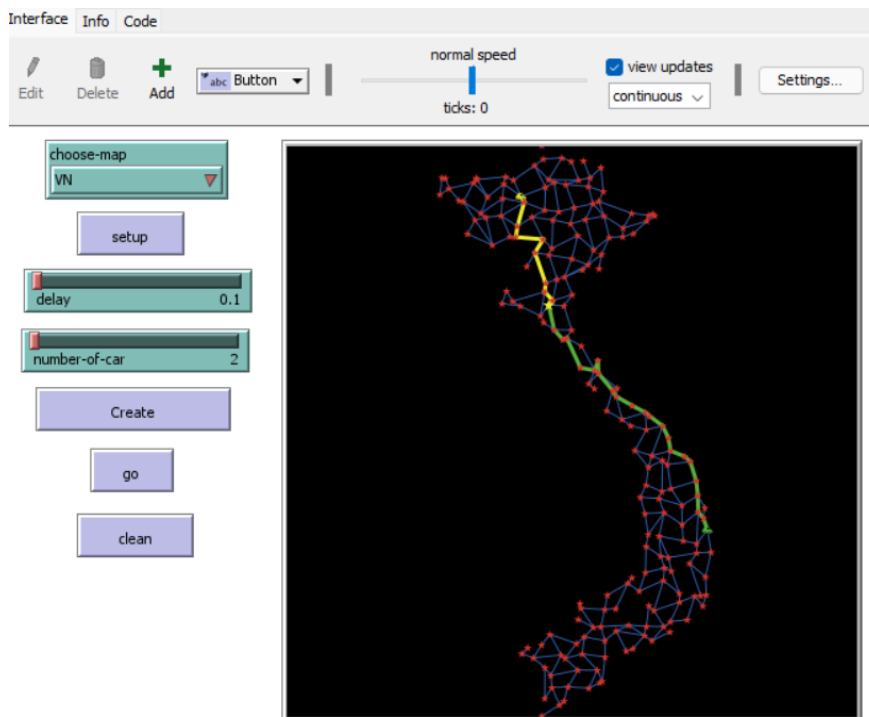 Interface Info Code
normal speed
Edit Delete Add abc Button view updates Settings...
continuous
ticks: 0
choose-map
VN
setup
delay 0.1
number-of-car 2
Create
go
clean